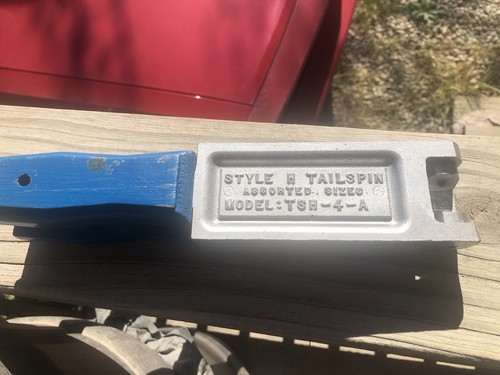 STYLE H TAILSPIN
ASSORTED SIZES
MODEL: TSH-4-A